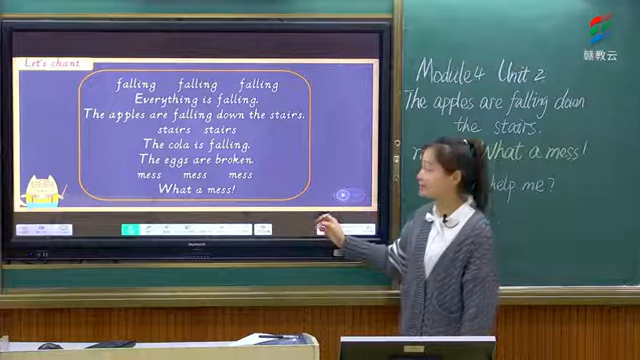 Let's chant
falling falling falling
Everything is falling.
The apples are falling down the stairs.
stairs stairs
The cola is falling.
The eggs are broken.
mess mess mess
What a mess!
Module 4 Unit 2
The apples are falling down
the stairs.
What a mess!
help me?
赣教云